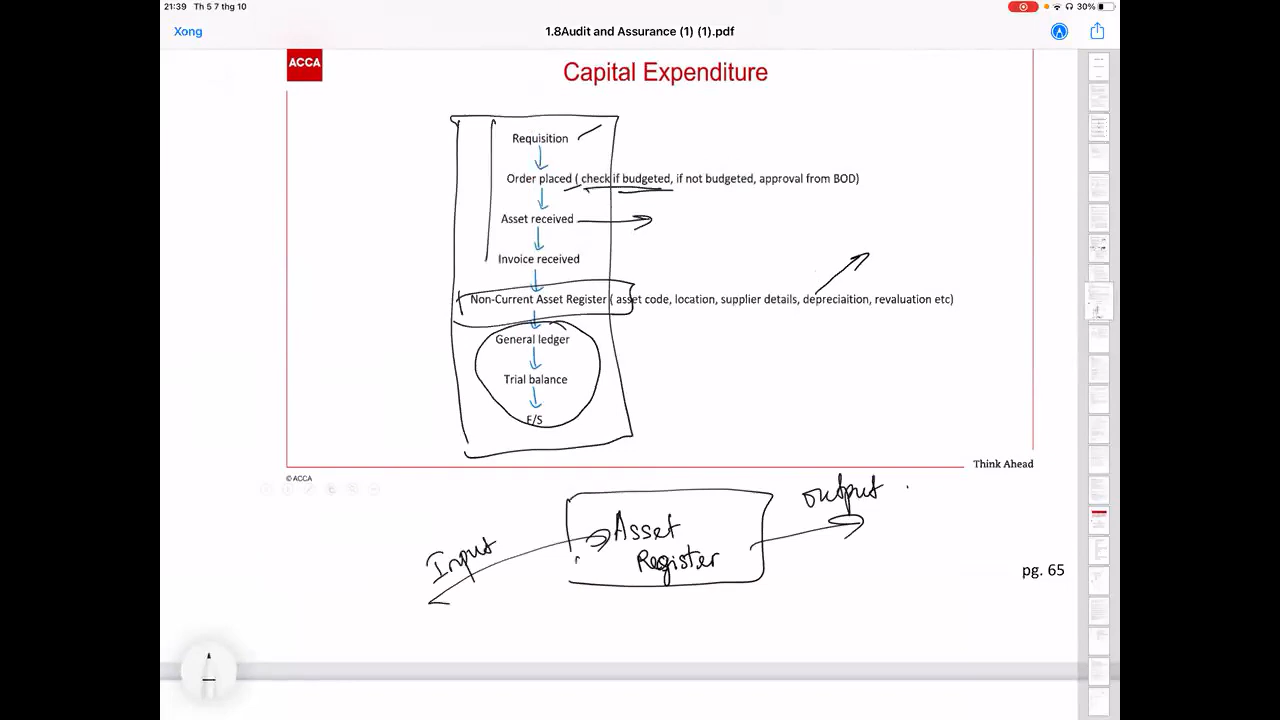 21:39 Th 5 7 thg 10
30%
Xong
1.8Audit and Assurance (1) (1).pdf
ACCA
Capital Expenditure
Requisition
Order placed ( check if budgeted, if not budgeted, approval from BOD)
Asset received
Invoice received
Non-Current Asset Register ( asset code, location, supplier details, depreciaition, revaluation etc)
General ledger
Trial balance
F/S
Think Ahead
© ACCA
output
Input
Asset
Register
pg. 65